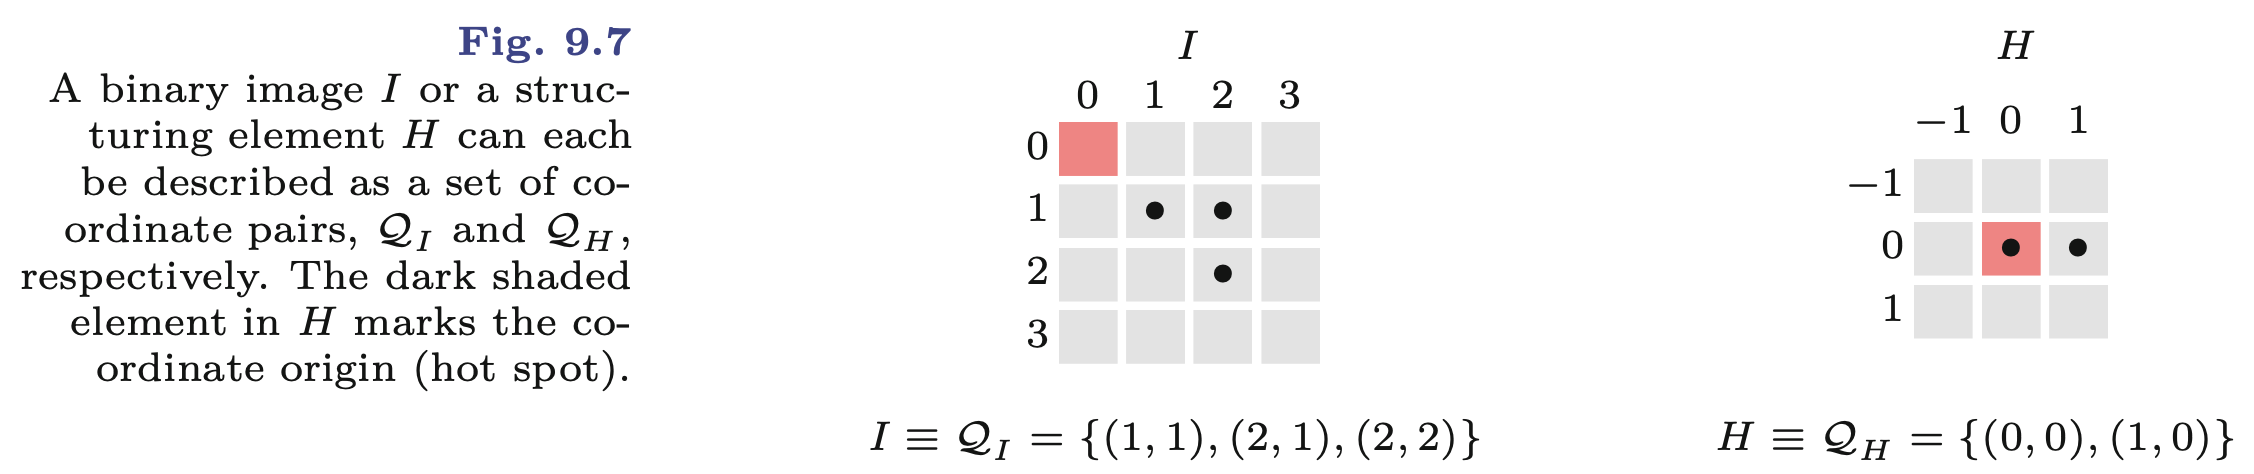 Fig. 9.7
A binary image I or a struc-
turing element H can each
be described as a set of co-
ordinate pairs, 𝒬_I and 𝒬_H,
respectively. The dark shaded
element in H marks the co-
ordinate origin (hot spot).
I
0 1 2 3
0
1
2
3
I ≡ 𝒬_I = {(1, 1), (2, 1), (2, 2)}
H
−1 0 1
−1
0
1
H ≡ 𝒬_H = {(0, 0), (1, 0)}